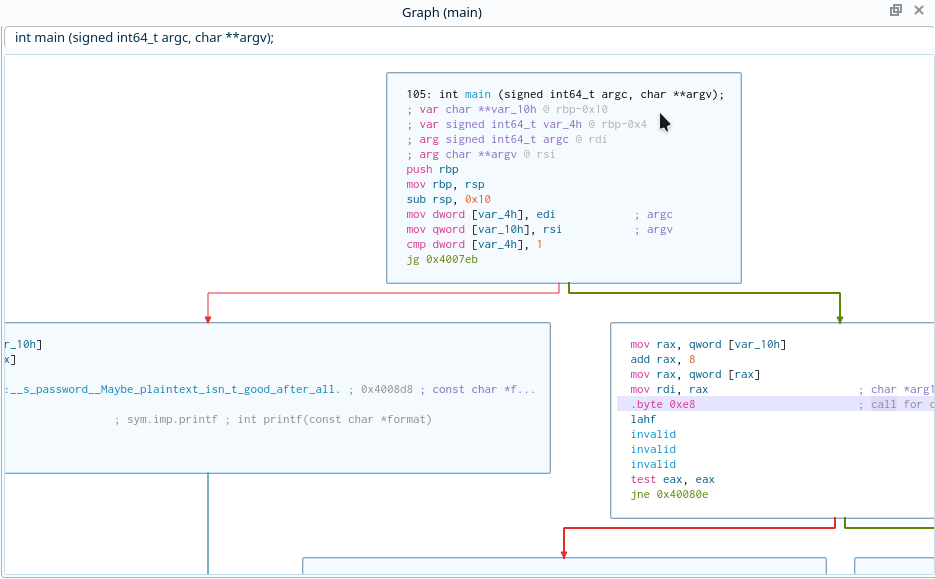 Graph (main)
int main (signed int64_t argc, char **argv);
105: int main (signed int64_t argc, char **argv);
; var char **var_10h @ rbp-0x10
; var signed int64_t var_4h @ rbp-0x4
; arg signed int64_t argc @ rdi
; arg char **argv @ rsi
push rbp
mov rbp, rsp
sub rsp, 0x10
mov dword [var_4h], edi ; argc
mov qword [var_10h], rsi ; argv
cmp dword [var_4h], 1
jg 0x4007eb
r_10h]
x]
:__s_password__Maybe_plaintext_isn_t_good_after_all. ; 0x4008d8 ; const char *f...
; sym.imp.printf ; int printf(const char *format)
mov rax, qword [var_10h]
add rax, 8
mov rax, qword [rax]
mov rdi, rax ; char *arg1
.byte 0xe8 ; call for
lahf
invalid
invalid
invalid
test eax, eax
jne 0x40080e